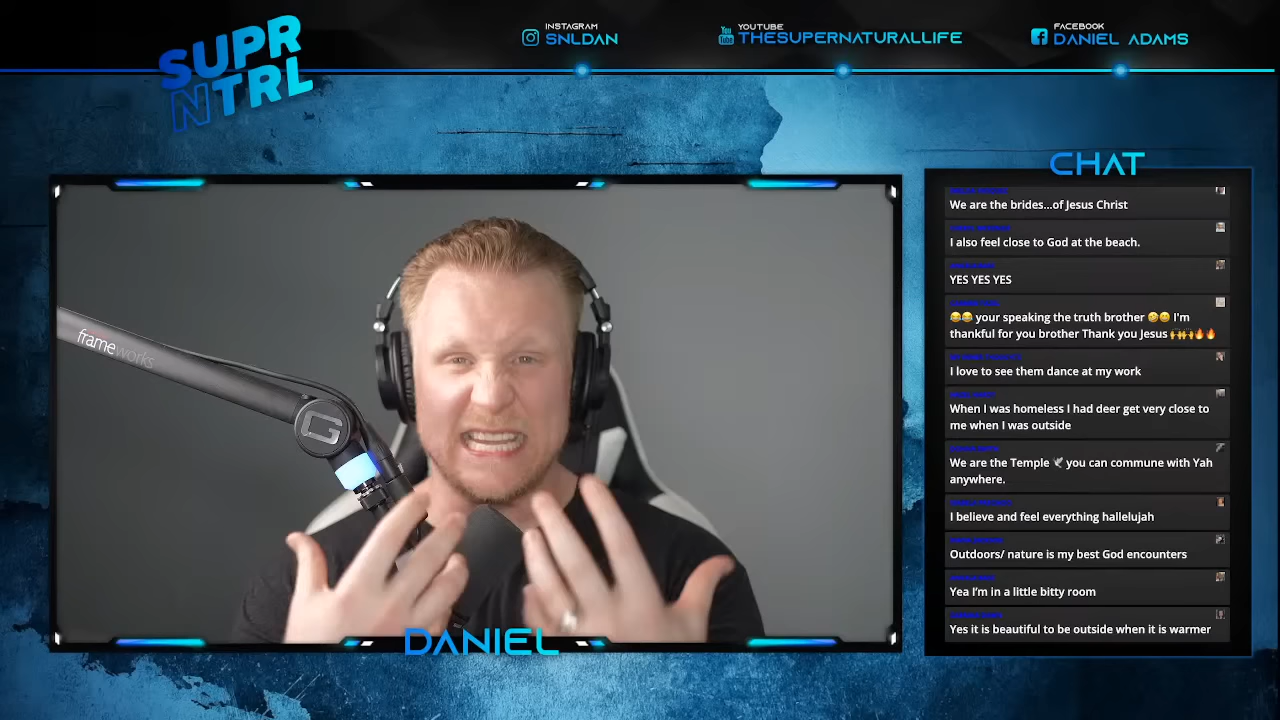 SUPR
NTRL
INSTAGRAM
SNLDAN
YOUTUBE
THESUPERNATURALLIFE
FACEBOOK
DANIEL ADAMS
frameworks
G
DANIEL
CHAT
We are the brides...of Jesus Christ
I also feel close to God at the beach.
YES YES YES
😂😂 your speaking the truth brother 🤣😄 I'm
thankful for you brother Thank you Jesus 🙌🙌🔥🔥
I love to see them dance at my work
When I was homeless I had deer get very close to
me when I was outside
We are the Temple 🕊 you can commune with Yah
anywhere.
I believe and feel everything hallelujah
Outdoors/ nature is my best God encounters
Yea I'm in a little bitty room
Yes it is beautiful to be outside when it is warmer